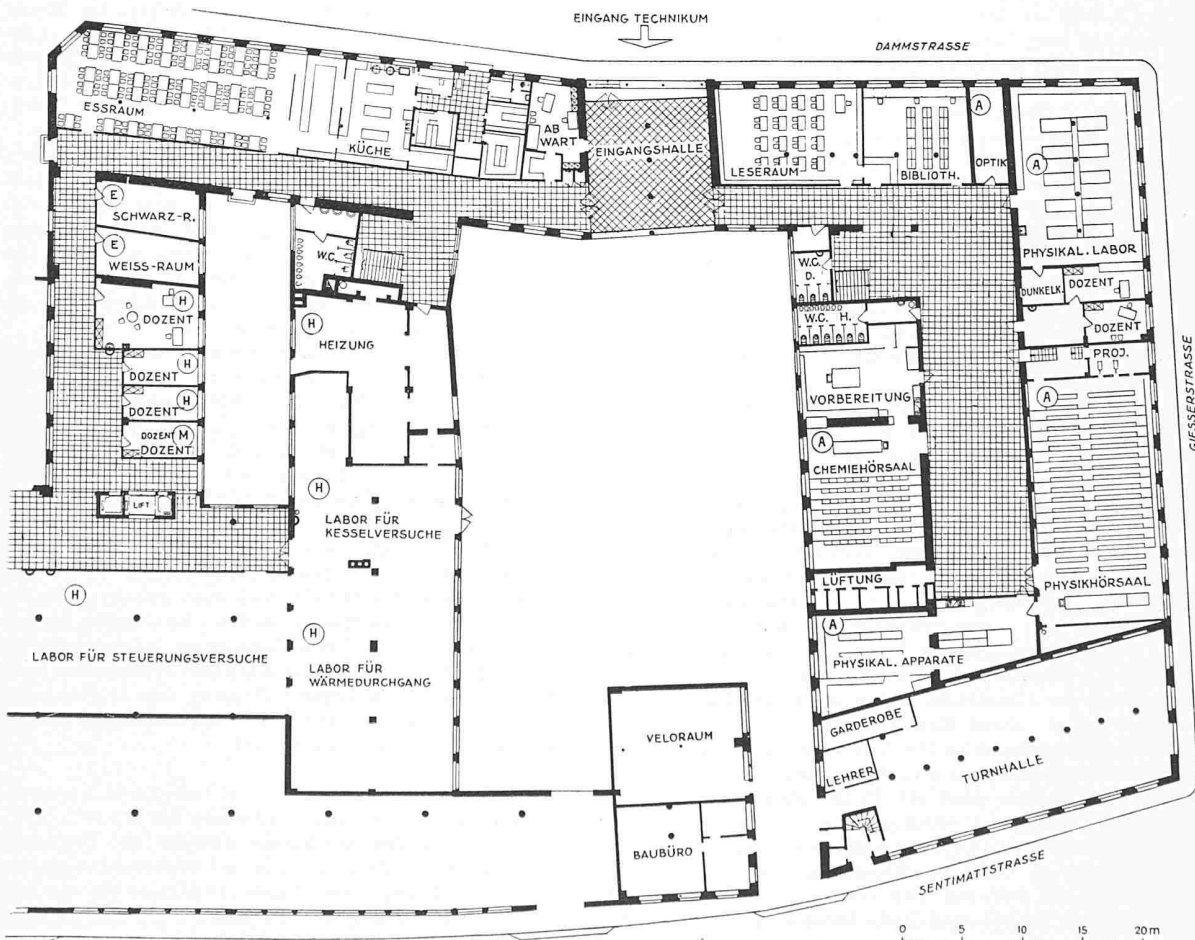 EINGANG TECHNIKUM
DAMMSTRASSE
ESSRAUM
KÜCHE
AB
WART
EINGANGSHALLE
LESERAUM
BIBLIOTH.
A
OPTIK
A
PHYSIKAL. LABOR
E
SCHWARZ-R.
E
WEISS-RAUM
H
DOZENT
H
DOZENT
H
DOZENT
DOZENT M
DOZENT
LIFT
W.C.
H
HEIZUNG
W.C.
D.
W.C. H.
DUNKELK.
DOZENT
DOZENT
PROJ.
VORBEREITUNG
A
CHEMIEHÖRSAAL
A
PHYSIKHÖRSAAL
GIESSERSTRASSE
H
LABOR FÜR
KESSELVERSUCHE
LÜFTUNG
H
LABOR FÜR STEUERUNGSVERSUCHE
H
LABOR FÜR
WÄRMEDURCHGANG
A
PHYSIKAL. APPARATE
GARDEROBE
LEHRER
TURNHALLE
VELORAUM
BAUBÜRO
SENTIMATTSTRASSE
0 5 10 15 20 m